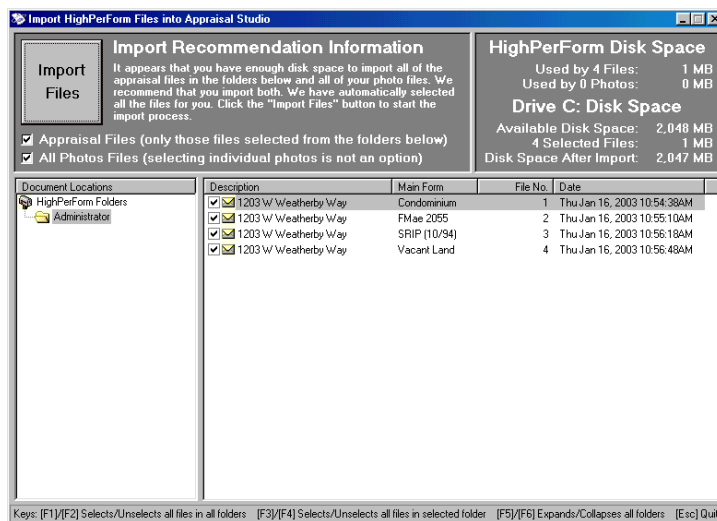 Import HighPerForm Files into Appraisal Studio
Import Files
Import Recommendation Information
It appears that you have enough disk space to import all of the
appraisal files in the folders below and all of your photo files. We
recommend that you import both. We have automatically selected
all the files for you. Click the "Import Files" button to start the
import process.
Appraisal Files (only those files selected from the folders below)
All Photos Files (selecting individual photos is not an option)
HighPerForm Disk Space
Used by 4 Files: 1 MB
Used by 0 Photos: 0 MB
Drive C: Disk Space
Available Disk Space: 2,048 MB
4 Selected Files: 1 MB
Disk Space After Import: 2,047 MB
Document Locations
HighPerForm Folders
Administrator
Description Main Form File No. Date
1203 W Weatherby Way Condominium 1 Thu Jan 16, 2003 10:54:38AM
1203 W Weatherby Way FMae 2055 2 Thu Jan 16, 2003 10:55:10AM
1203 W Weatherby Way SRIP (10/94) 3 Thu Jan 16, 2003 10:56:18AM
1203 W Weatherby Way Vacant Land 4 Thu Jan 16, 2003 10:56:48AM
Keys: [F1]/[F2] Selects/Unselects all files in all folders [F3]/[F4] Selects/Unselects all files in selected folder [F5]/[F6] Expands/Collapses all folders [Esc] Quit